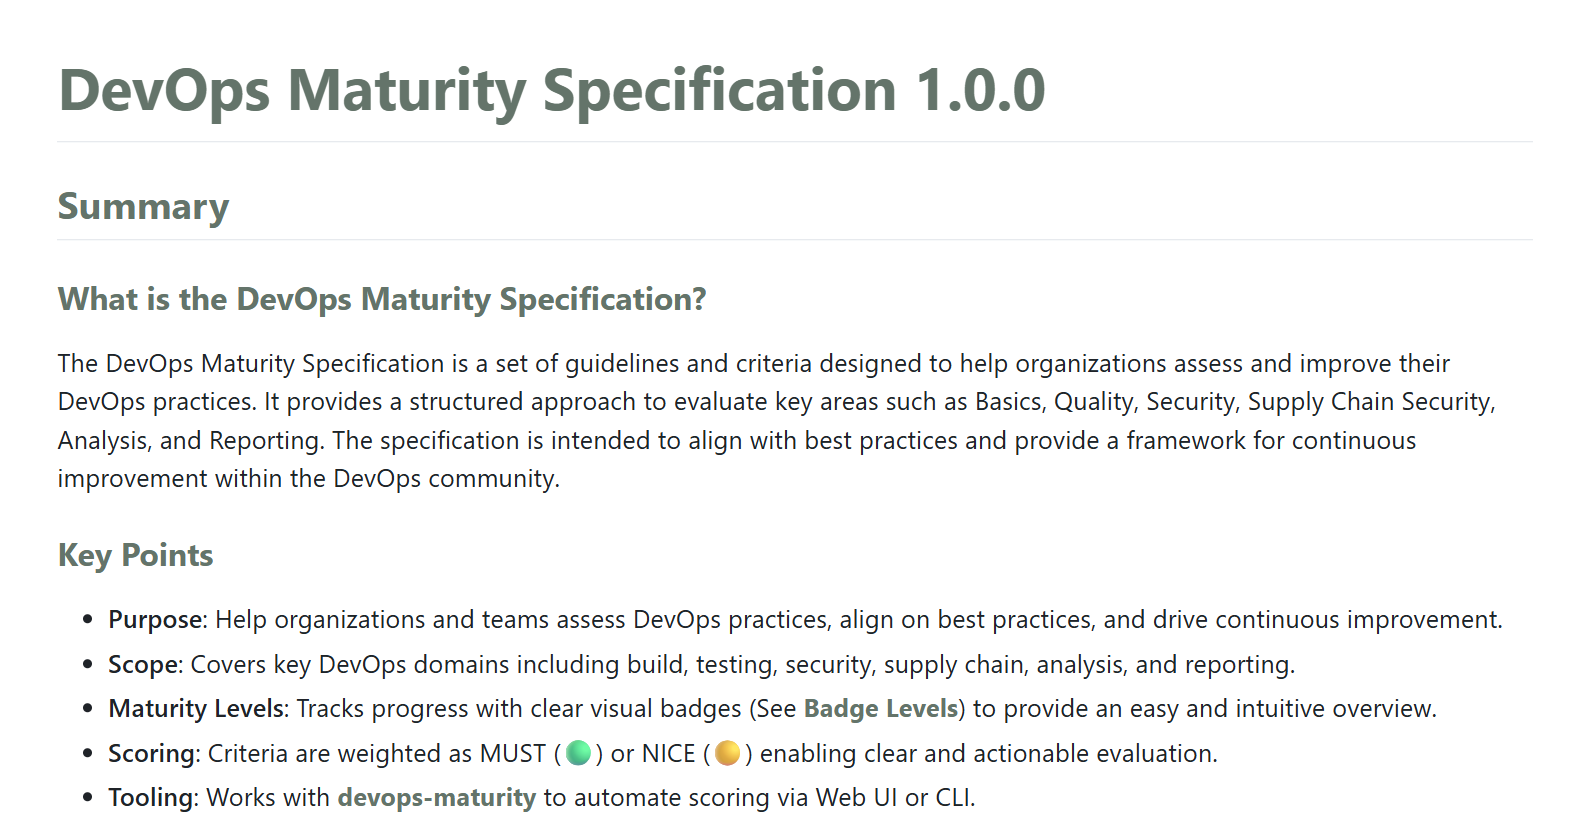 DevOps Maturity Specification 1.0.0
Summary
What is the DevOps Maturity Specification?
The DevOps Maturity Specification is a set of guidelines and criteria designed to help organizations assess and improve their
DevOps practices. It provides a structured approach to evaluate key areas such as Basics, Quality, Security, Supply Chain Security,
Analysis, and Reporting. The specification is intended to align with best practices and provide a framework for continuous
improvement within the DevOps community.
Key Points
• Purpose: Help organizations and teams assess DevOps practices, align on best practices, and drive continuous improvement.
• Scope: Covers key DevOps domains including build, testing, security, supply chain, analysis, and reporting.
• Maturity Levels: Tracks progress with clear visual badges (See Badge Levels) to provide an easy and intuitive overview.
• Scoring: Criteria are weighted as MUST (🟢) or NICE (🟡) enabling clear and actionable evaluation.
• Tooling: Works with devops-maturity to automate scoring via Web UI or CLI.